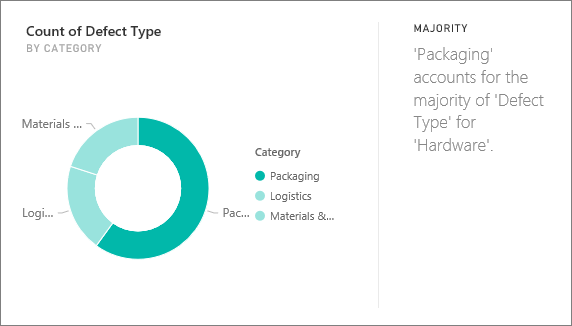 Count of Defect Type
BY CATEGORY
Materials ...
Logi...
Pac...
Category
Packaging
Logistics
Materials &...
MAJORITY
'Packaging'
accounts for the
majority of 'Defect
Type' for
'Hardware'.